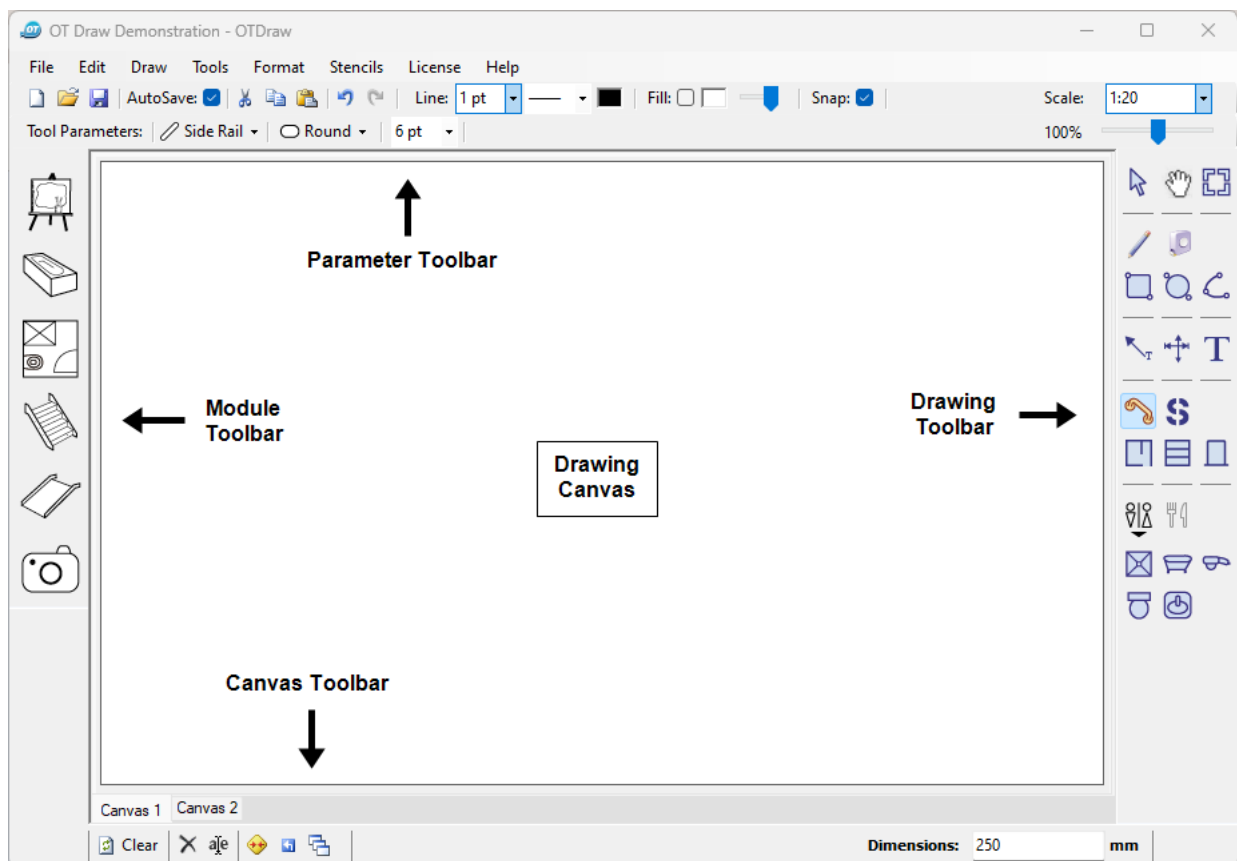 OT Draw Demonstration - OTDraw
File Edit Draw Tools Format Stencils License Help
AutoSave: Line: 1 pt Fill: Snap: Scale: 1:20
Tool Parameters: Side Rail Round 6 pt 100%
Parameter Toolbar
Module
Toolbar
Drawing
Toolbar
Drawing
Canvas
Canvas Toolbar
Canvas 1 Canvas 2
Clear a|e Dimensions: 250 mm